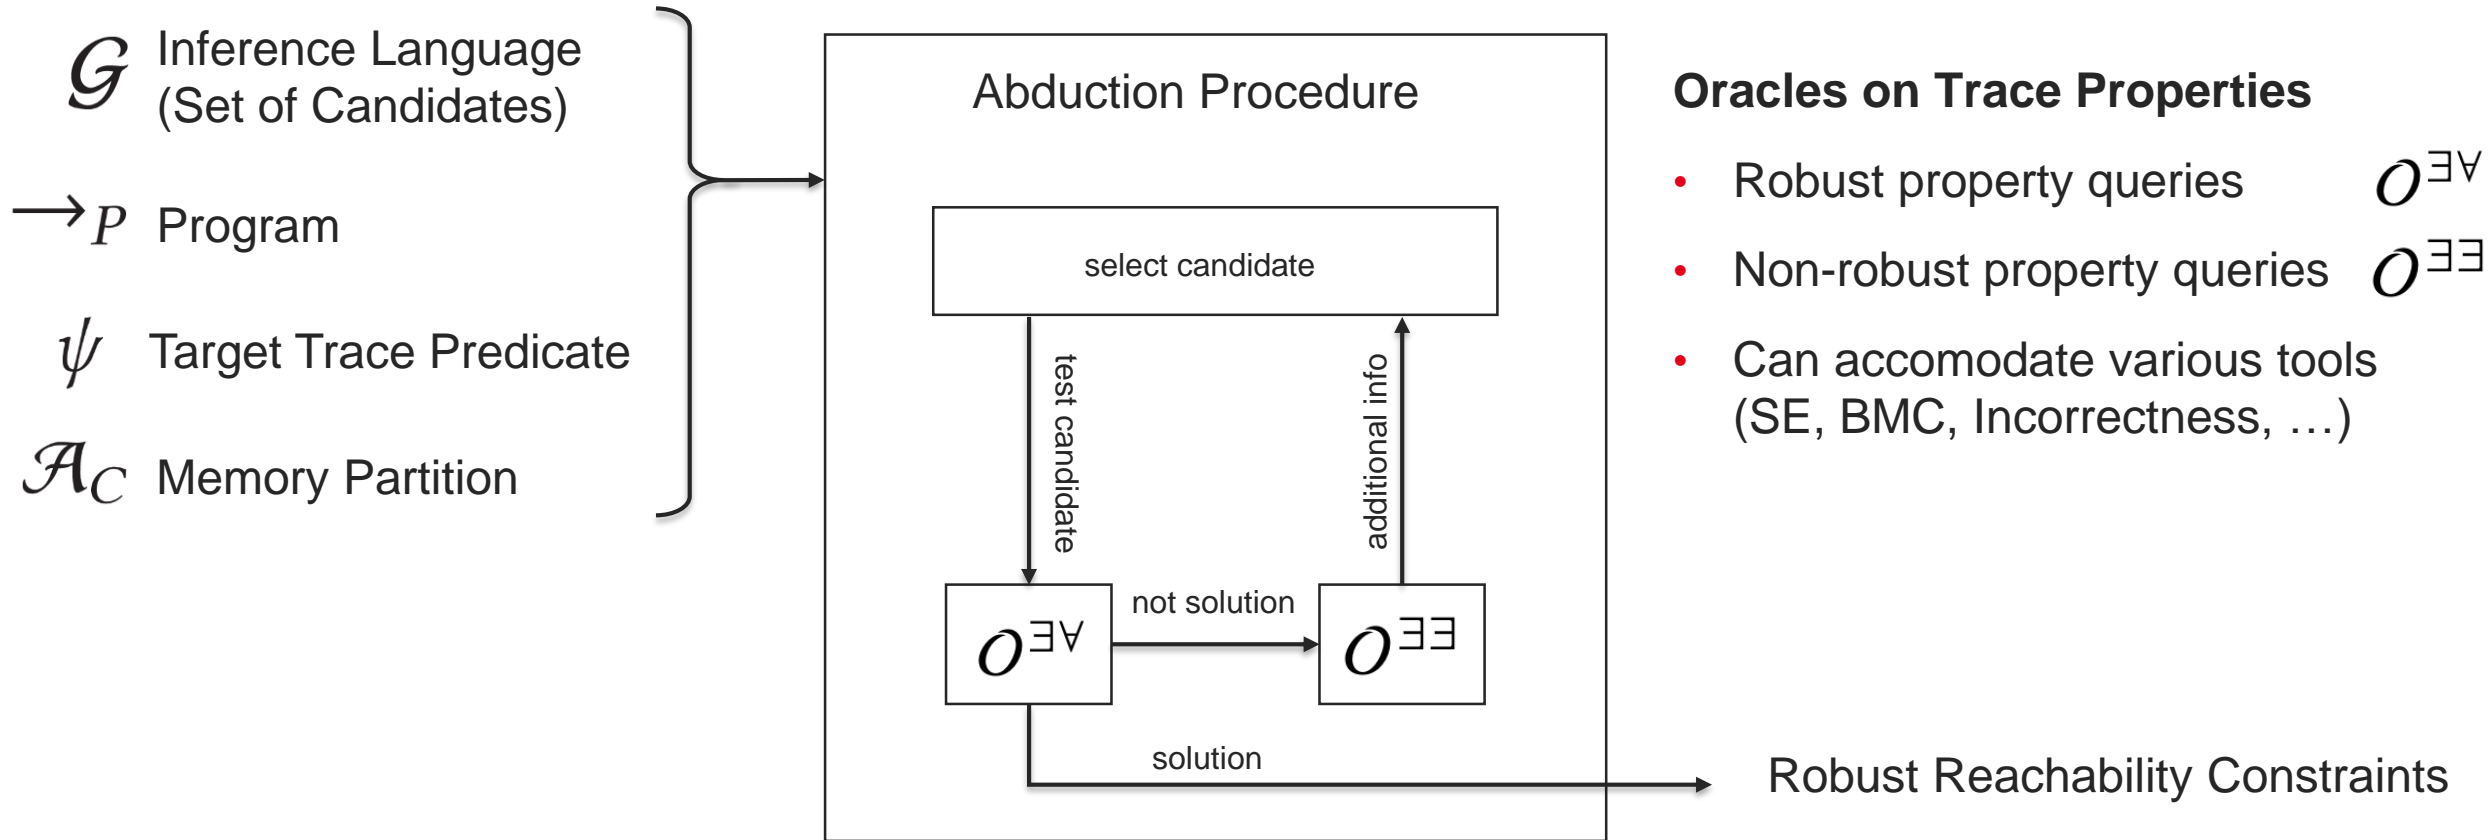 𝒢 Inference Language
(Set of Candidates)
→P Program
ψ Target Trace Predicate
𝒜C Memory Partition
Abduction Procedure
select candidate
test candidate
additional info
𝒪∃∀
not solution
𝒪∃∃
solution
Oracles on Trace Properties
• Robust property queries 𝒪∃∀
• Non-robust property queries 𝒪∃∃
• Can accomodate various tools
(SE, BMC, Incorrectness, …)
Robust Reachability Constraints